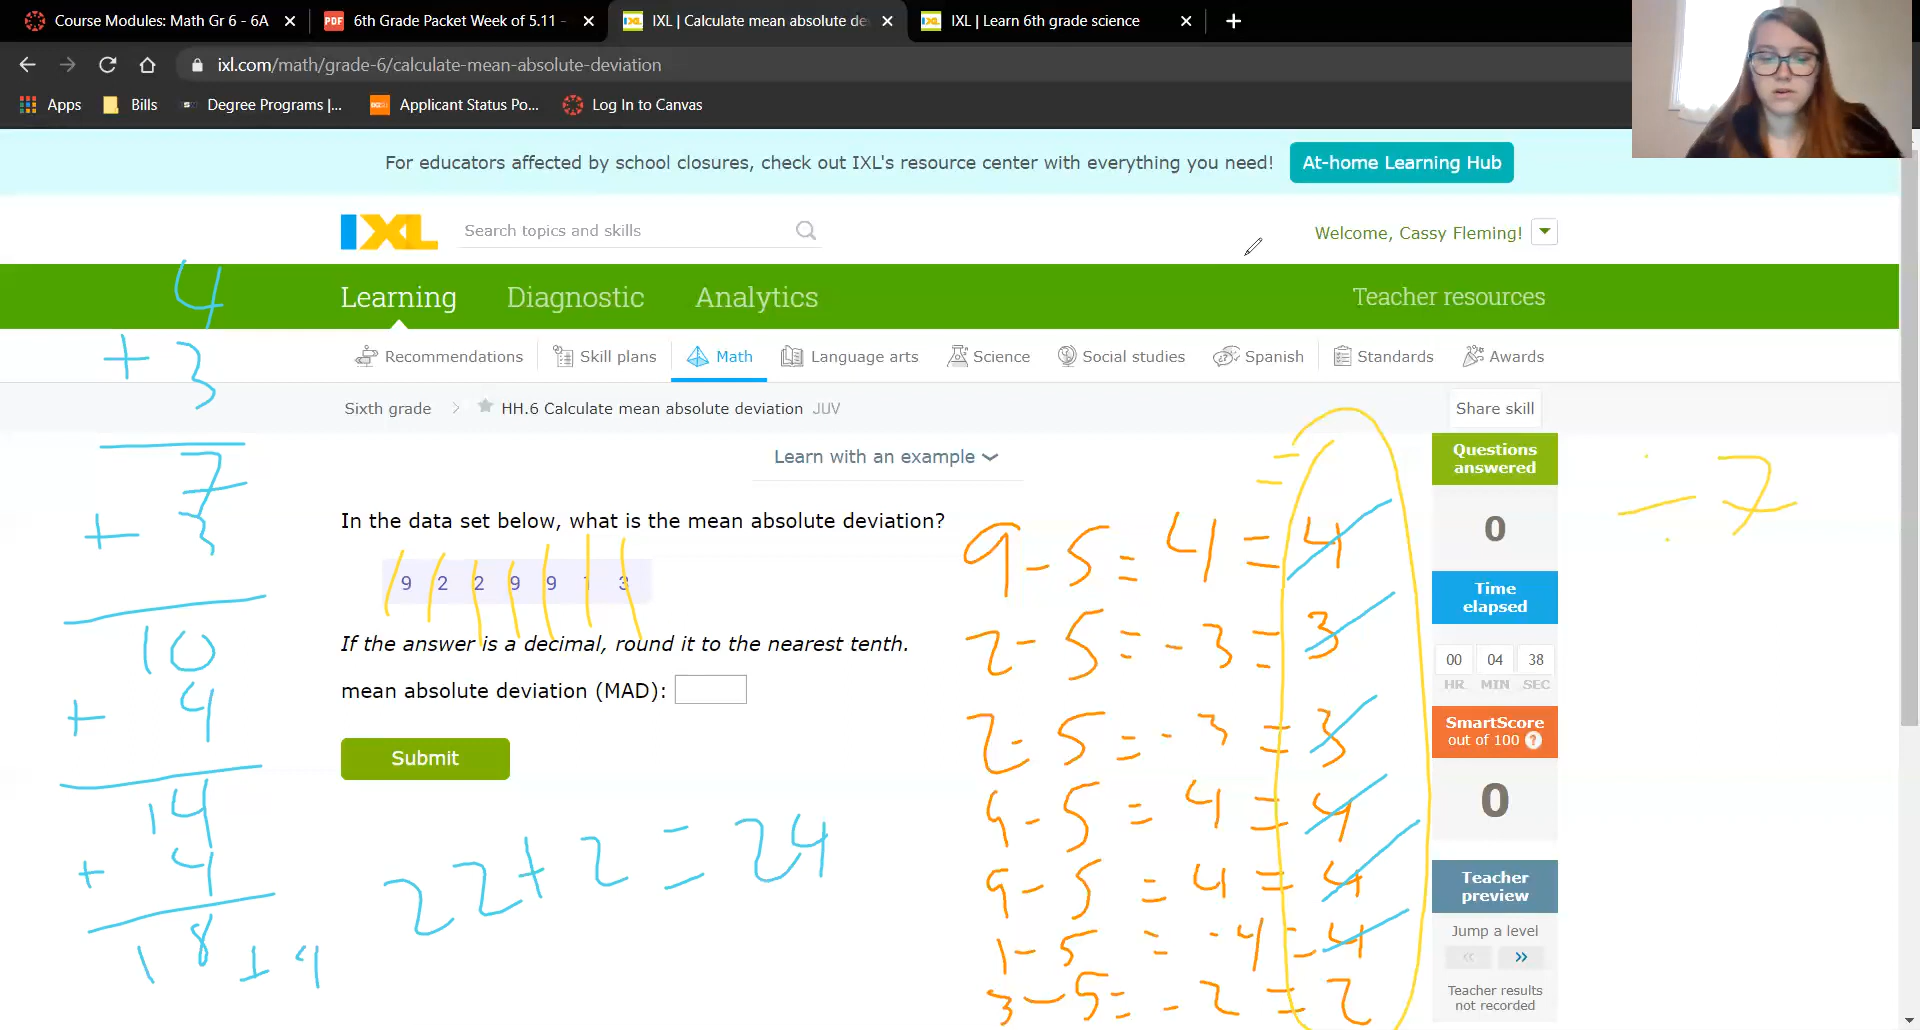 Course Modules: Math Gr 6 - 6A
PDF 6th Grade Packet Week of 5.11 -
IXL | Calculate mean absolute de
IXL | Learn 6th grade science
ixl.com/math/grade-6/calculate-mean-absolute-deviation
Apps Bills Degree Programs |... Applicant Status Po... Log In to Canvas
For educators affected by school closures, check out IXL's resource center with everything you need! At-home Learning Hub
IXL Search topics and skills Welcome, Cassy Fleming!
Learning Diagnostic Analytics Teacher resources
Recommendations Skill plans Math Language arts Science Social studies Spanish Standards Awards
Sixth grade > HH.6 Calculate mean absolute deviation JUV Share skill
Learn with an example
In the data set below, what is the mean absolute deviation?
9 2 2 9 9 1 3
If the answer is a decimal, round it to the nearest tenth.
mean absolute deviation (MAD):
Submit
4
+ 3
7
+ 3
10
+ 4
14
+ 4
18 + 4
22 + 2 = 24
=
9 - 5 = 4 = 4
2 - 5 = - 3 = 3
2 - 5 = - 3 = 3
9 - 5 = 4 = 4
9 - 5 = 4 = 4
1 - 5 = - 4 = 4
3 - 5 = - 2 = 2
÷ 7
Questions
answered
0
Time
elapsed
00 04 38
HR MIN SEC
SmartScore
out of 100 ?
0
Teacher
preview
Jump a level
« »
Teacher results
not recorded